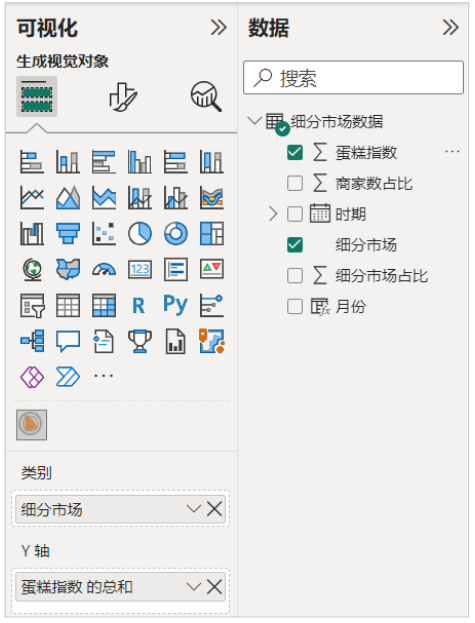 可视化
生成视觉对象
123
R
Py
类别
细分市场
Y 轴
蛋糕指数 的总和
数据
搜索
细分市场数据
∑ 蛋糕指数
∑ 商家数占比
时期
细分市场
∑ 细分市场占比
月份